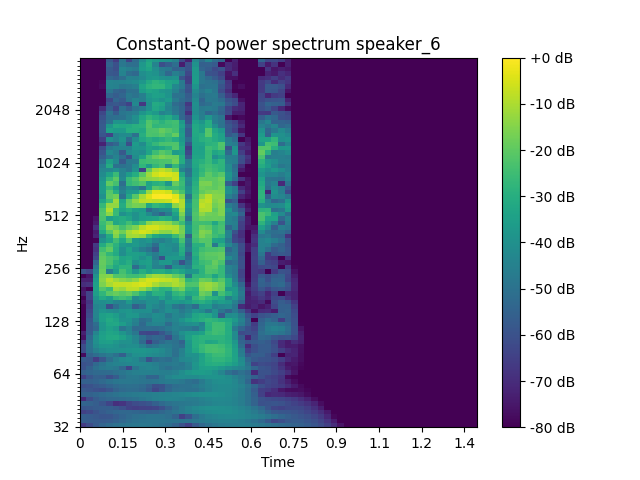 Constant-Q power spectrum speaker_6
+0 dB
2048
-10 dB
1024
-20 dB
-30 dB
512
Hz
-40 dB
256
-50 dB
128
-60 dB
64
-70 dB
32
-80 dB
0 0.15 0.3 0.45 0.6 0.75 0.9 1.1 1.2 1.4
Time